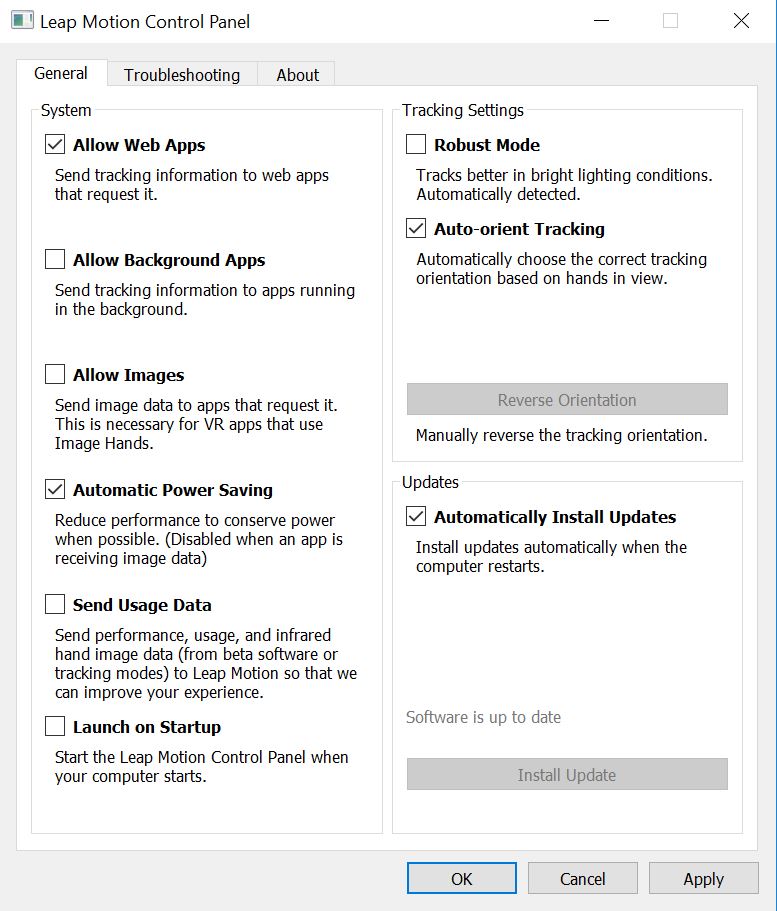 Leap Motion Control Panel
General
Troubleshooting
About
System
Allow Web Apps
Send tracking information to web apps
that request it.
Allow Background Apps
Send tracking information to apps running
in the background.
Allow Images
Send image data to apps that request it.
This is necessary for VR apps that use
Image Hands.
Automatic Power Saving
Reduce performance to conserve power
when possible. (Disabled when an app is
receiving image data)
Send Usage Data
Send performance, usage, and infrared
hand image data (from beta software or
tracking modes) to Leap Motion so that we
can improve your experience.
Launch on Startup
Start the Leap Motion Control Panel when
your computer starts.
Tracking Settings
Robust Mode
Tracks better in bright lighting conditions.
Automatically detected.
Auto-orient Tracking
Automatically choose the correct tracking
orientation based on hands in view.
Reverse Orientation
Manually reverse the tracking orientation.
Updates
Automatically Install Updates
Install updates automatically when the
computer restarts.
Software is up to date
Install Update
OK
Cancel
Apply